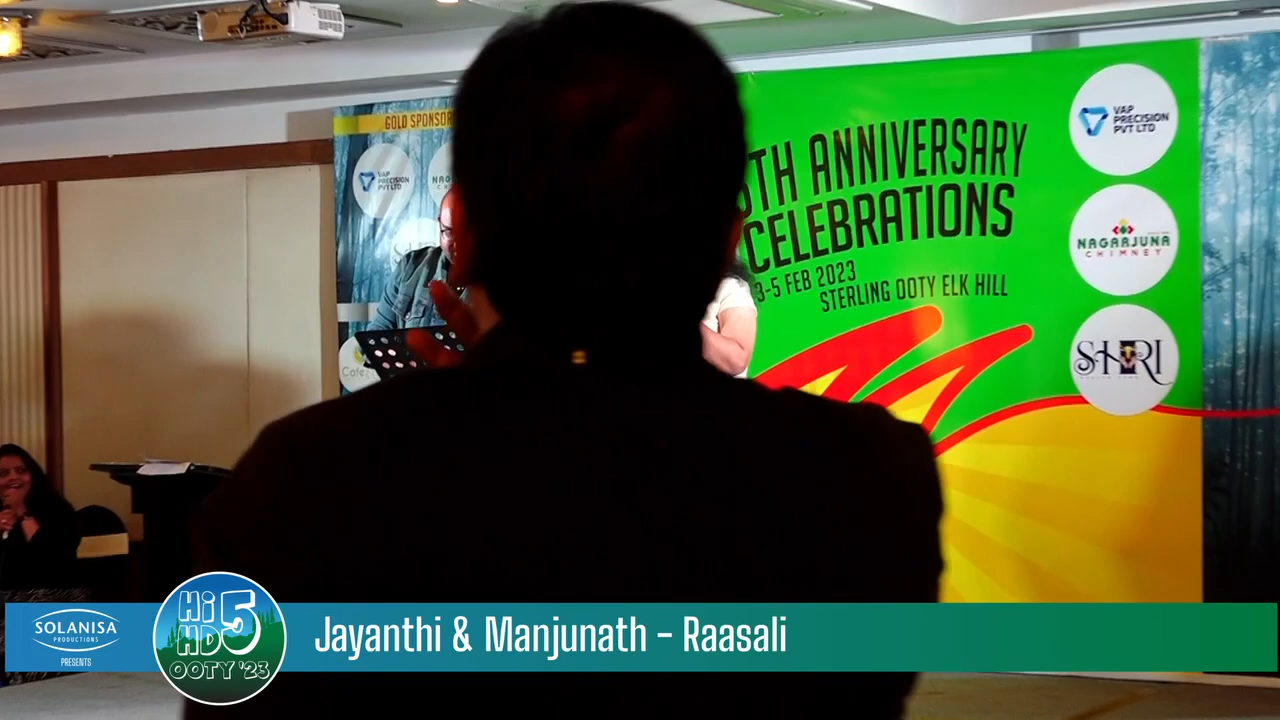 GOLD SPONSOR
VAP
PRECISION
PVT LTD
5TH ANNIVERSARY
CELEBRATIONS
3-5 FEB 2023
STERLING OOTY ELK HILL
VAP
PRECISION
PVT LTD
NAGARJUNA
CHIMNEY
SHRI
SOLANISA
PRODUCTIONS
PRESENTS
Hi 5
HD
OOTY '23
Jayanthi & Manjunath - Raasali